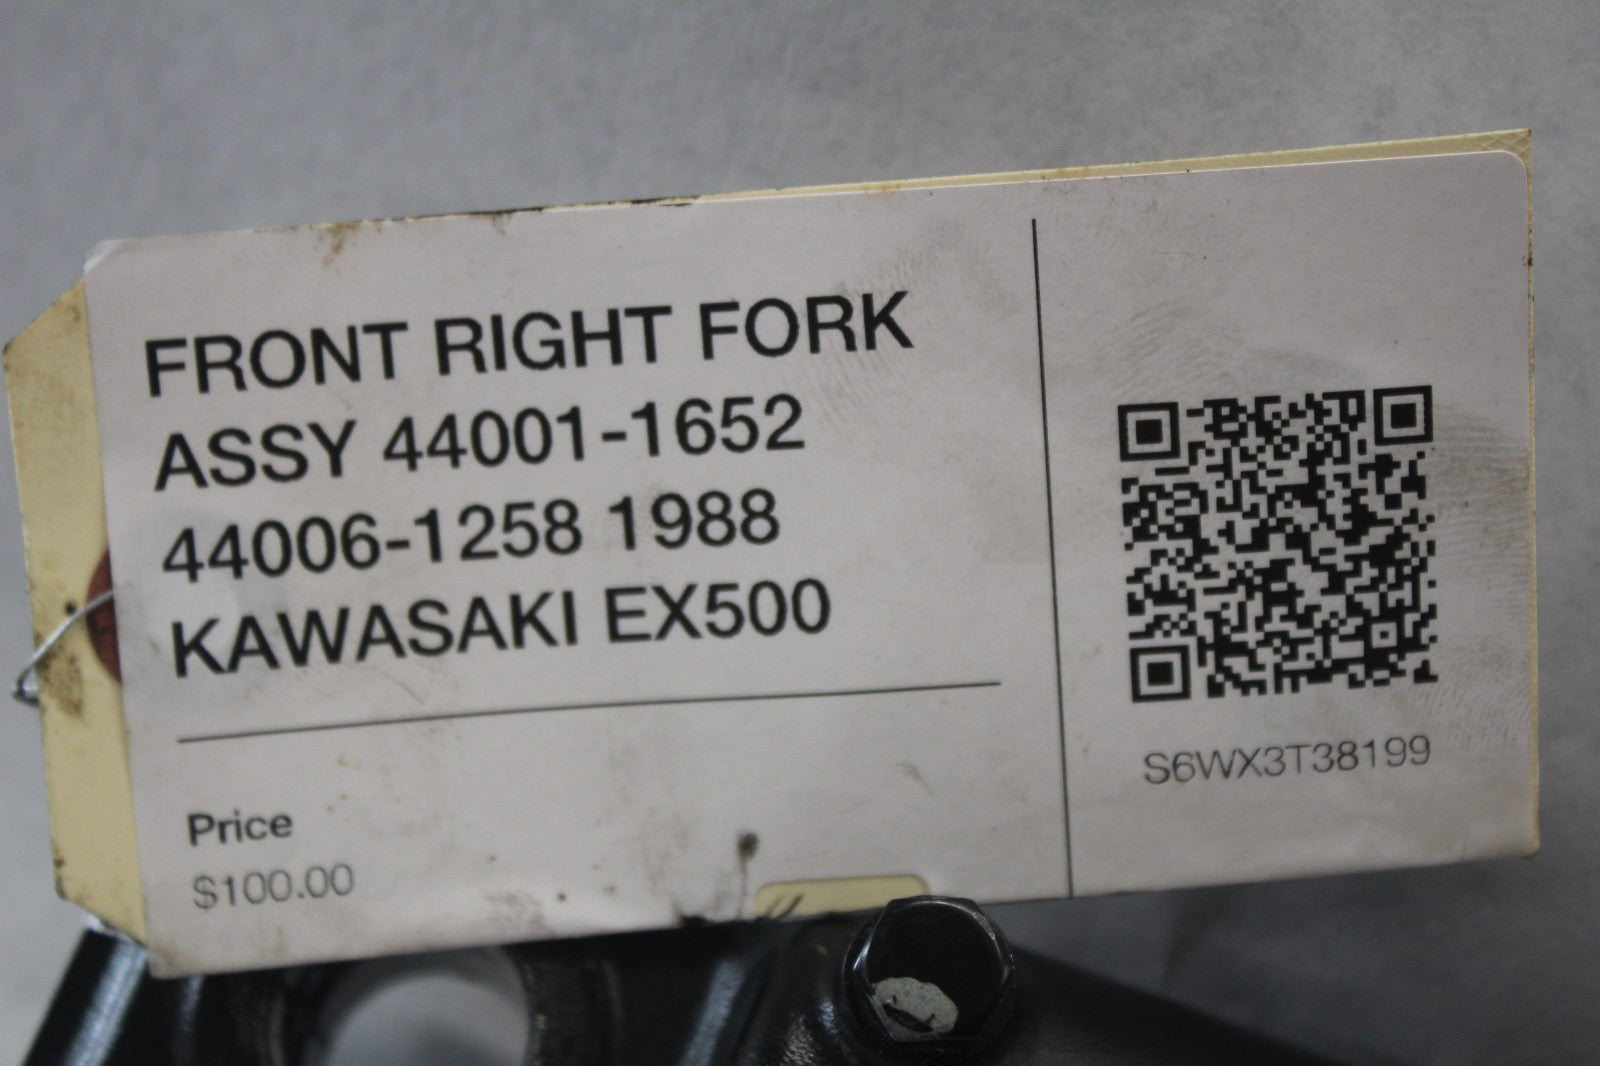 FRONT RIGHT FORK
ASSY 44001-1652
44006-1258 1988
KAWASAKI EX500
Price
$100.00
S6WX3T38199